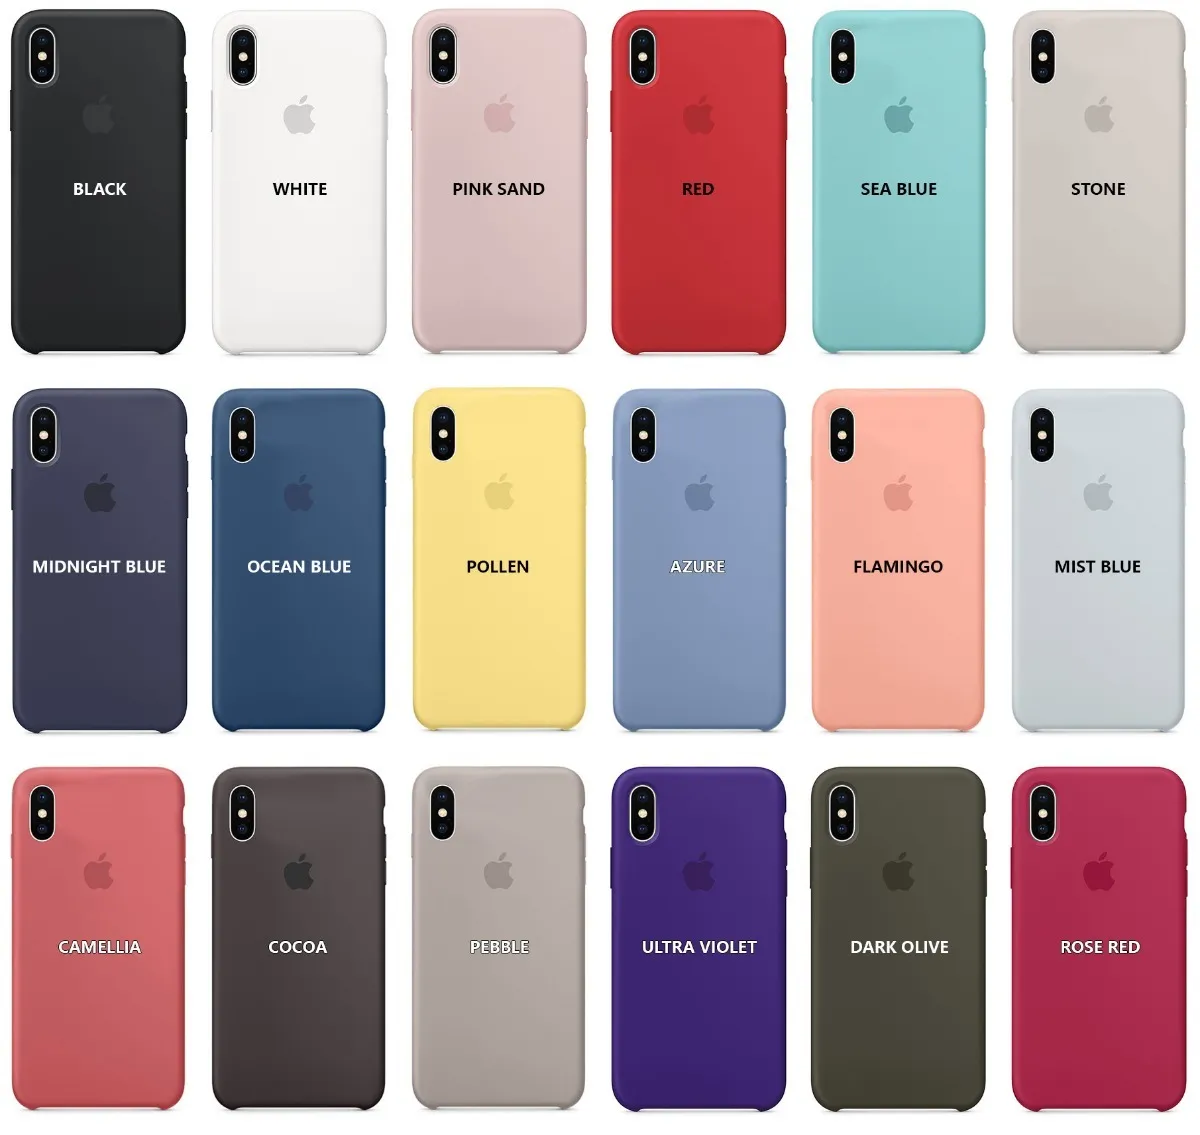 BLACK
WHITE
PINK SAND
RED
SEA BLUE
STONE
MIDNIGHT BLUE
OCEAN BLUE
POLLEN
AZURE
FLAMINGO
MIST BLUE
CAMELLIA
COCOA
PEBBLE
ULTRA VIOLET
DARK OLIVE
ROSE RED